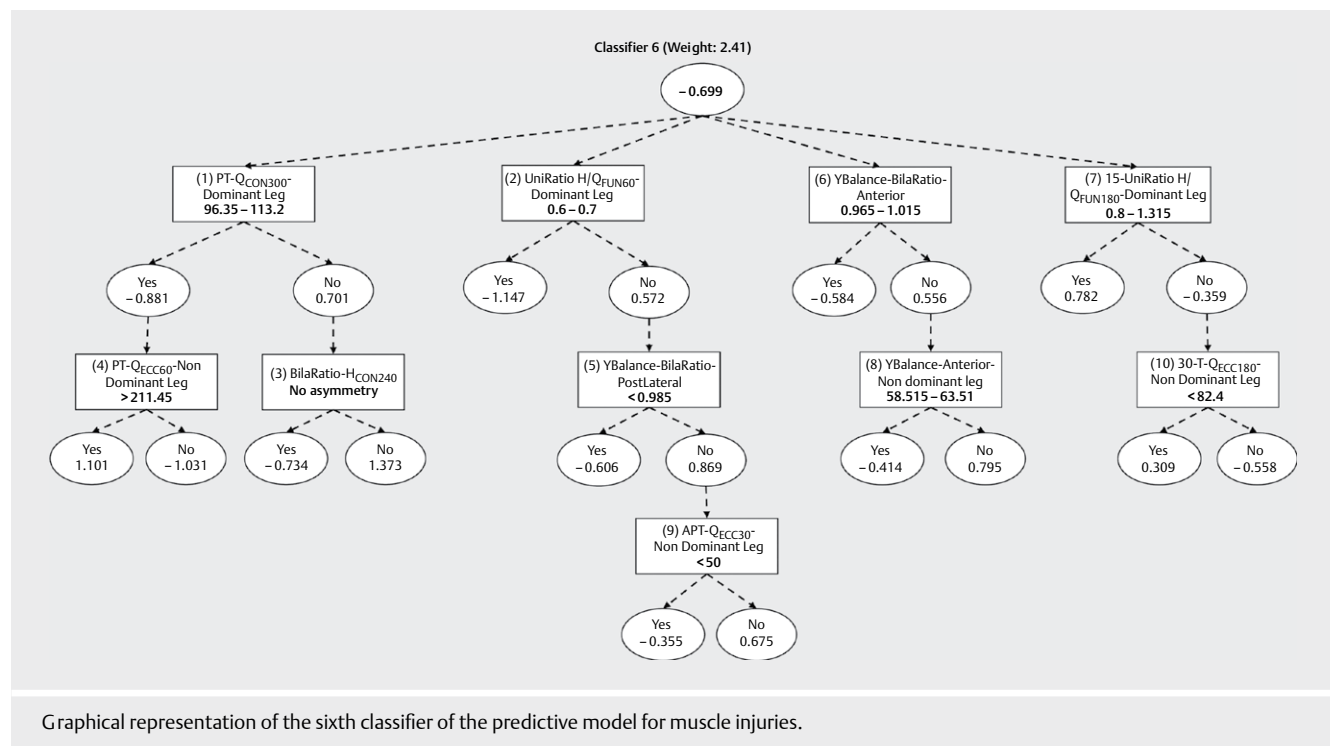 Classifier 6 (Weight: 2.41)
– 0.699
(1) PT-QCON300-
Dominant Leg
96.35 – 113.2
(2) UniRatio H/QFUN60-
Dominant Leg
0.6 – 0.7
(6) YBalance-BilaRatio-
Anterior
0.965 – 1.015
(7) 15-UniRatio H/
QFUN180-Dominant Leg
0.8 – 1.315
Yes
– 0.881
No
0.701
Yes
– 1.147
No
0.572
Yes
– 0.584
No
0.556
Yes
0.782
No
– 0.359
(4) PT-QECC60-Non
Dominant Leg
> 211.45
(3) BilaRatio-HCON240
No asymmetry
(5) YBalance-BilaRatio-
PostLateral
< 0.985
(8) YBalance-Anterior-
Non dominant leg
58.515 – 63.51
(10) 30-T-QECC180-
Non Dominant Leg
< 82.4
Yes
1.101
No
– 1.031
Yes
– 0.734
No
1.373
Yes
– 0.606
No
0.869
Yes
– 0.414
No
0.795
Yes
0.309
No
– 0.558
(9) APT-QECC30-
Non Dominant Leg
< 50
Yes
– 0.355
No
0.675
Graphical representation of the sixth classifier of the predictive model for muscle injuries.